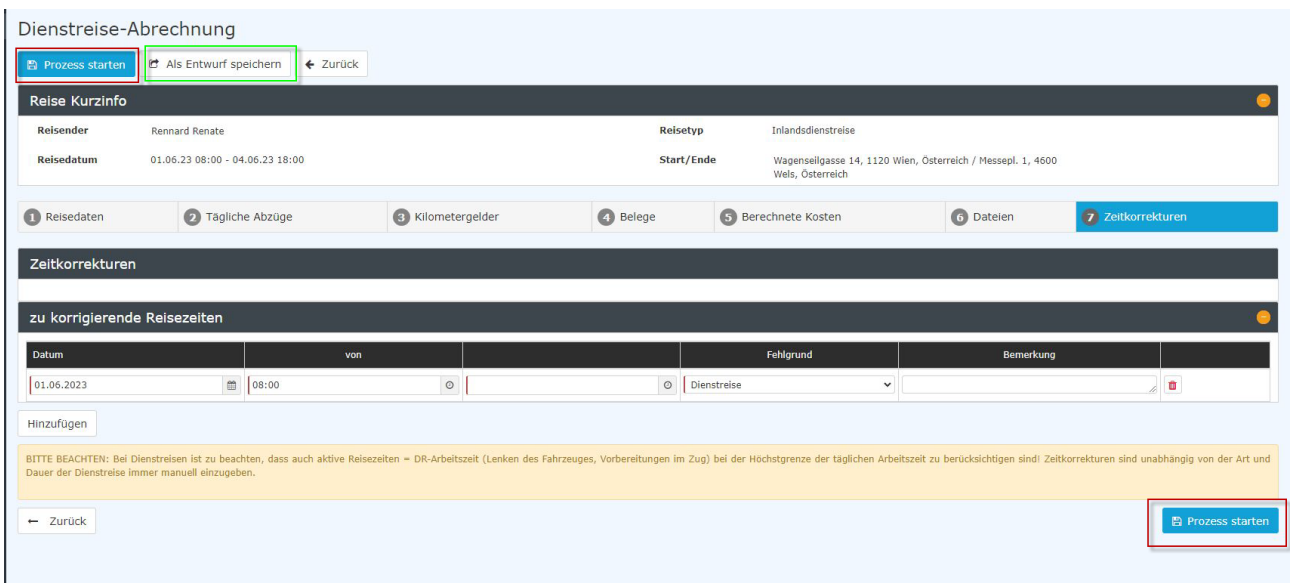 Dienstreise-Abrechnung
Prozess starten Als Entwurf speichern Zurück
Reise Kurzinfo
Reisender Rennard Renate Reisetyp Inlandsdienstreise
Reisedatum 01.06.23 08:00 - 04.06.23 18:00 Start/Ende Wagenseilgasse 14, 1120 Wien, Österreich / Messepl. 1, 4600
Wels, Österreich
1 Reisedaten 2 Tägliche Abzüge 3 Kilometergelder 4 Belege 5 Berechnete Kosten 6 Dateien 7 Zeitkorrekturen
Zeitkorrekturen
zu korrigierende Reisezeiten
Datum von Fehlgrund Bemerkung
01.06.2023 08:00 Dienstreise
Hinzufügen
BITTE BEACHTEN: Bei Dienstreisen ist zu beachten, dass auch aktive Reisezeiten = DR-Arbeitszeit (Lenken des Fahrzeuges, Vorbereitungen im Zug) bei der Höchstgrenze der täglichen Arbeitszeit zu berücksichtigen sind! Zeitkorrekturen sind unabhängig von der Art und
Dauer der Dienstreise immer manuell einzugeben.
Zurück Prozess starten